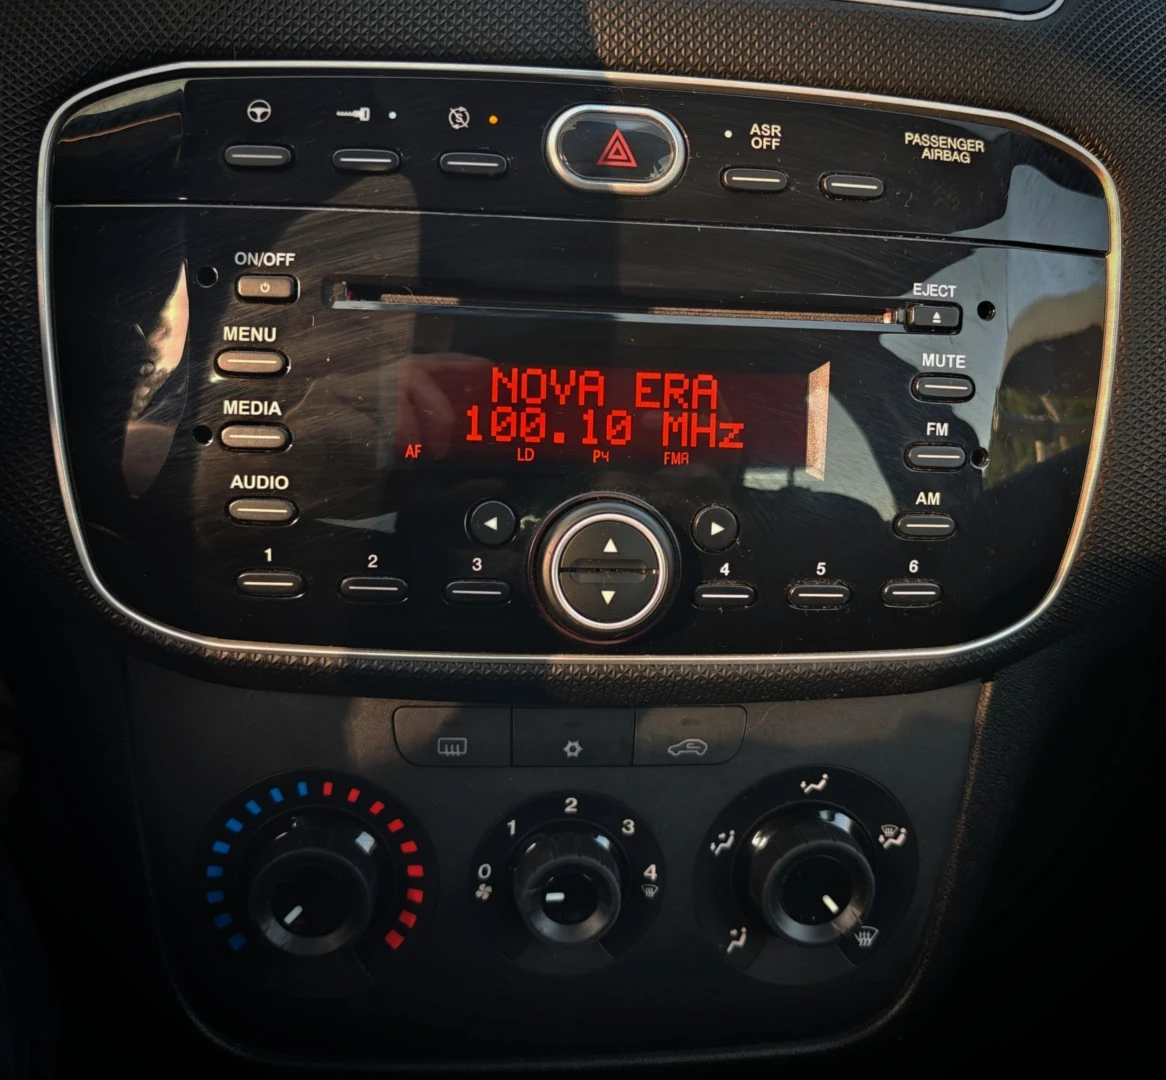 ASR
OFF
PASSENGER
AIRBAG
ON/OFF
EJECT
MENU
MUTE
NOVA ERA
100.10 MHz
AF LD P4 FMA
MEDIA
FM
AUDIO
AM
1 2 3 4 5 6
2
1 3
0 4